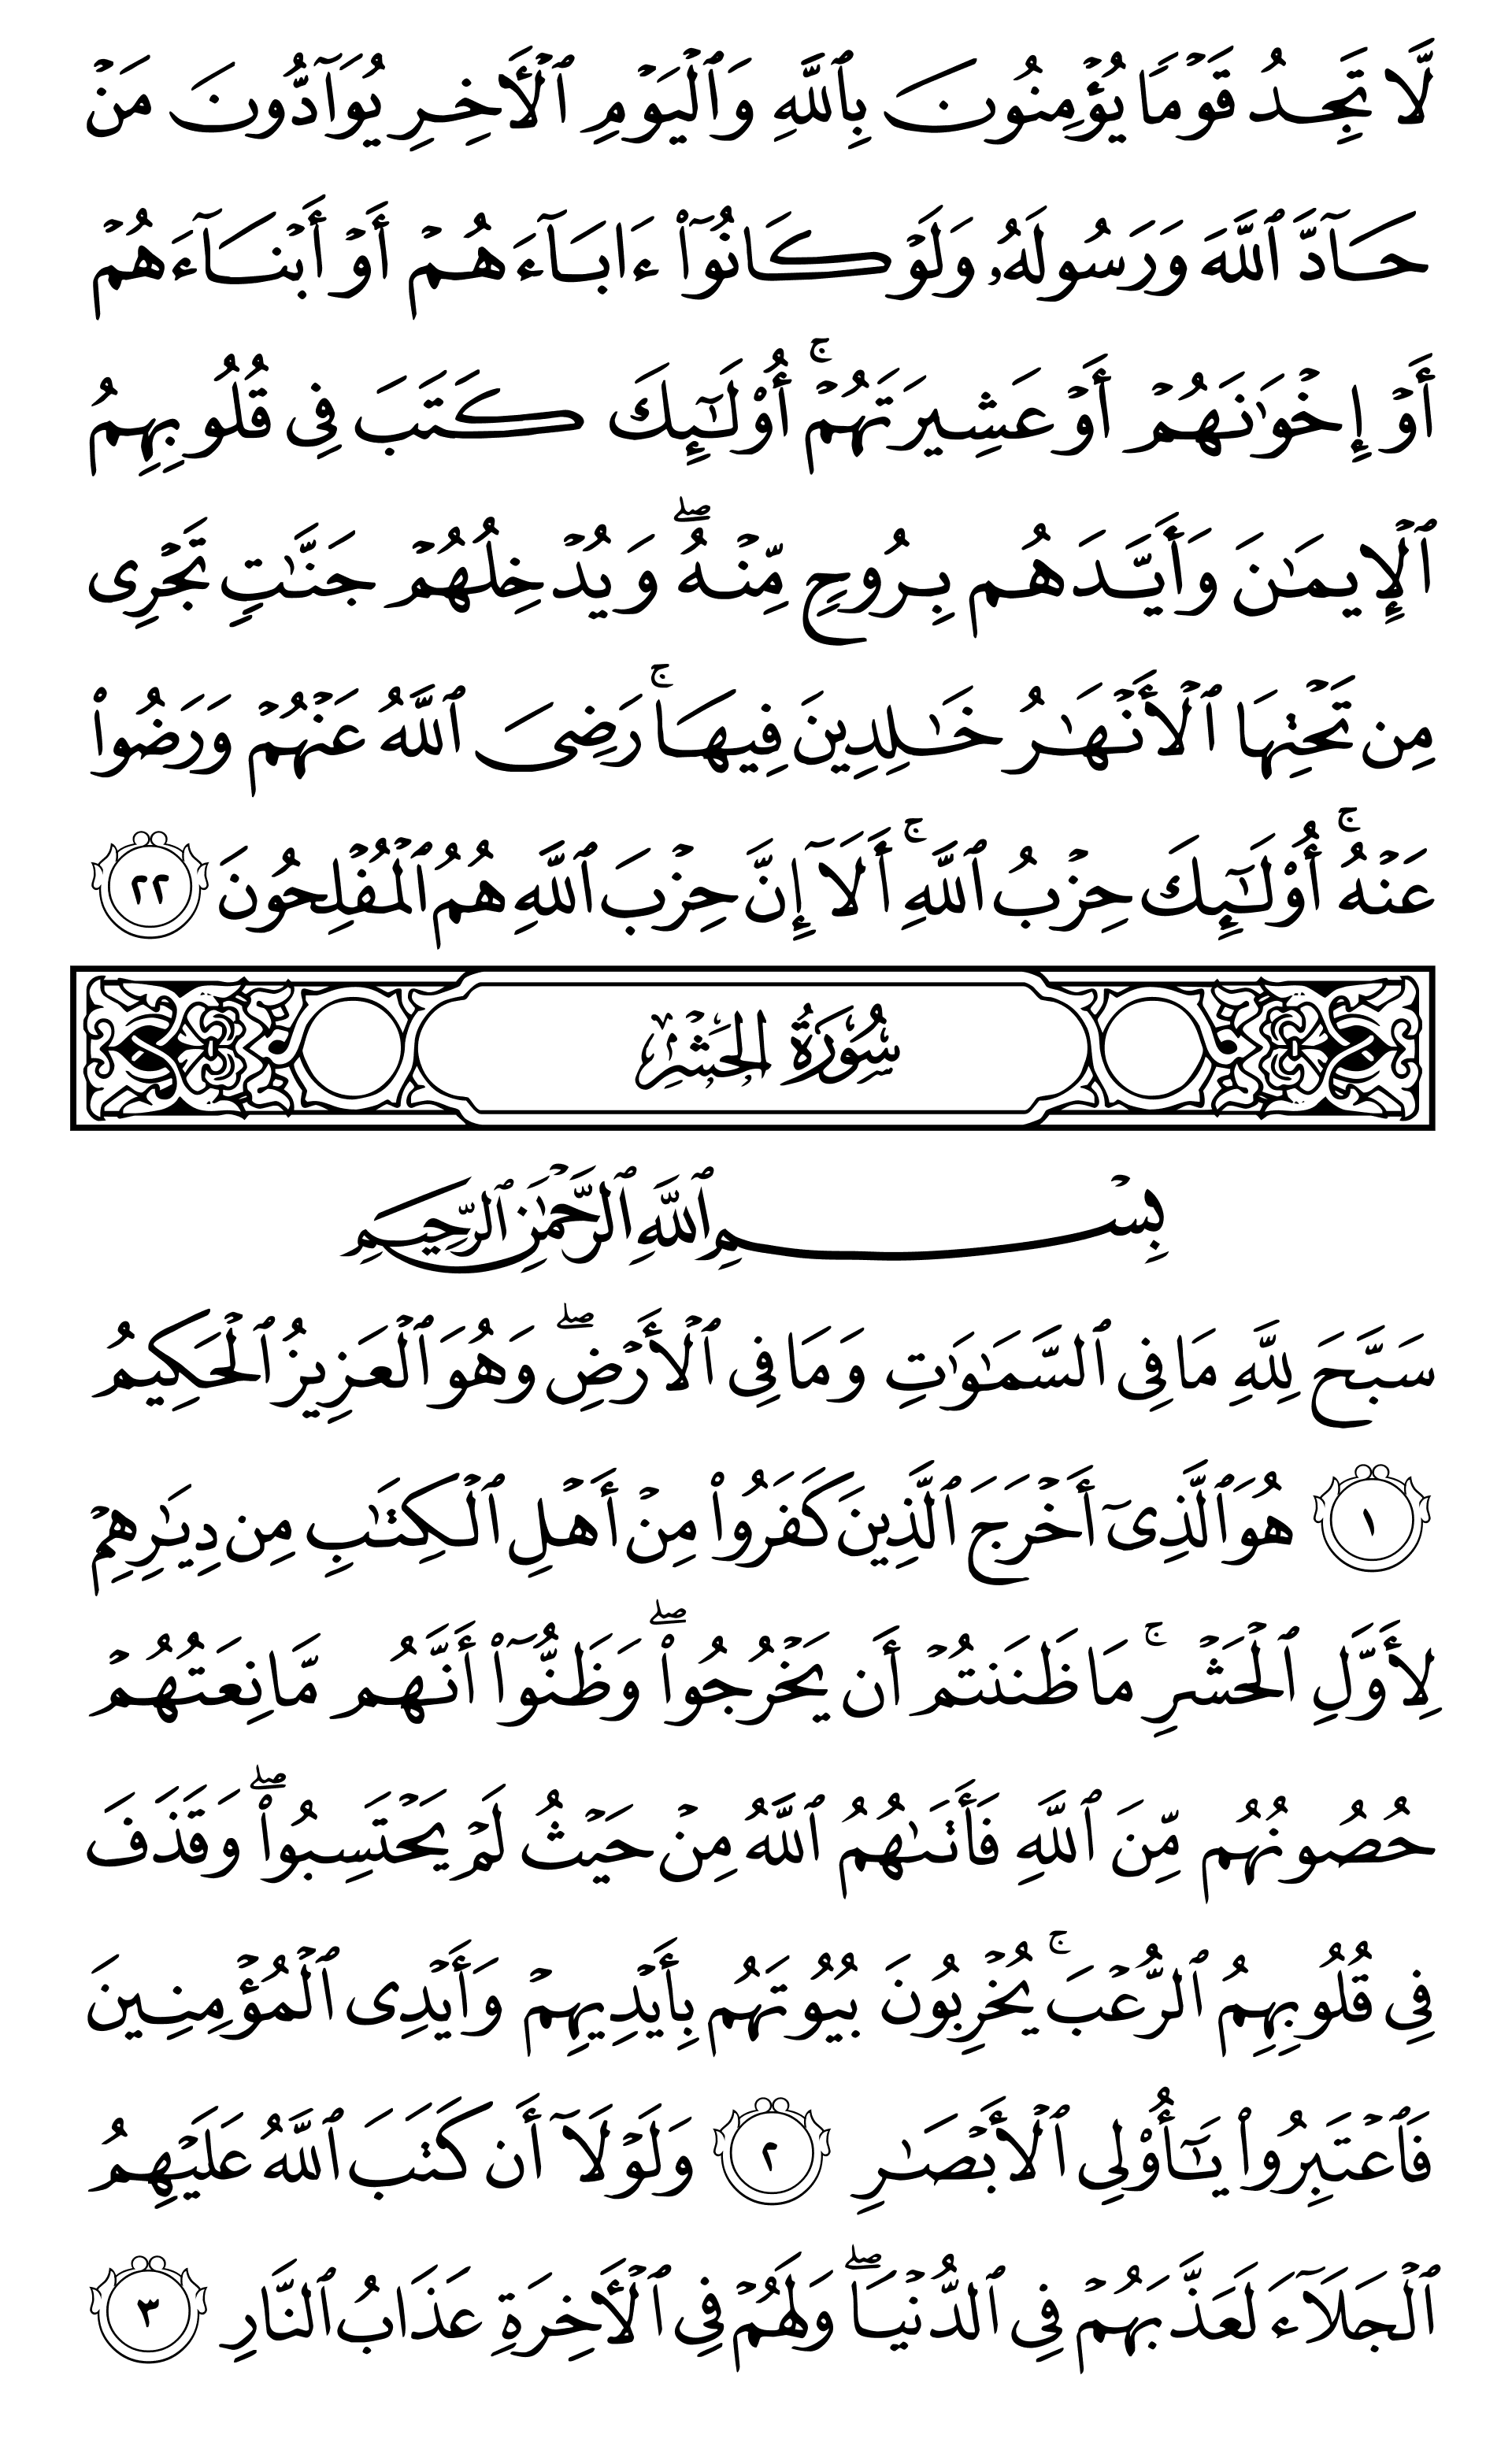 لَّا تَجِدُ قَوْمًا يُؤْمِنُونَ بِٱللَّهِ وَٱلْيَوْمِ ٱلْأَخِرِ يُوَآدُّونَ مَنْ
حَآدَّ ٱللَّهَ وَرَسُولَهُۥ وَلَوْ كَانُوٓا۟ ءَابَآءَهُمْ أَوْ أَبْنَآءَهُمْ
أَوْ إِخْوَٰنَهُمْ أَوْ عَشِيرَتَهُمْ ۚ أُو۟لَٰٓئِكَ كَتَبَ فِى قُلُوبِهِمُ
ٱلْإِيمَٰنَ وَأَيَّدَهُم بِرُوحٍ مِّنْهُ ۖ وَيُدْخِلُهُمْ جَنَّٰتٍ تَجْرِى
مِن تَحْتِهَا ٱلْأَنْهَٰرُ خَٰلِدِينَ فِيهَا ۚ رَضِىَ ٱللَّهُ عَنْهُمْ وَرَضُوا۟
عَنْهُ ۚ أُو۟لَٰٓئِكَ حِزْبُ ٱللَّهِ ۚ أَلَآ إِنَّ حِزْبَ ٱللَّهِ هُمُ ٱلْمُفْلِحُونَ ٢٢
سُورَةُ الحَشْرِ
بِسْمِ ٱللَّهِ ٱلرَّحْمَٰنِ ٱلرَّحِيمِ
سَبَّحَ لِلَّهِ مَا فِى ٱلسَّمَٰوَٰتِ وَمَا فِى ٱلْأَرْضِ ۖ وَهُوَ ٱلْعَزِيزُ ٱلْحَكِيمُ
١ هُوَ ٱلَّذِىٓ أَخْرَجَ ٱلَّذِينَ كَفَرُوا۟ مِنْ أَهْلِ ٱلْكِتَٰبِ مِن دِيَٰرِهِمْ
لِأَوَّلِ ٱلْحَشْرِ ۚ مَا ظَنَنتُمْ أَن يَخْرُجُوا۟ ۖ وَظَنُّوٓا۟ أَنَّهُم مَّانِعَتُهُمْ
حُصُونُهُم مِّنَ ٱللَّهِ فَأَتَىٰهُمُ ٱللَّهُ مِنْ حَيْثُ لَمْ يَحْتَسِبُوا۟ ۖ وَقَذَفَ
فِى قُلُوبِهِمُ ٱلرُّعْبَ ۚ يُخْرِبُونَ بُيُوتَهُم بِأَيْدِيهِمْ وَأَيْدِى ٱلْمُؤْمِنِينَ
فَٱعْتَبِرُوا۟ يَٰٓأُو۟لِى ٱلْأَبْصَٰرِ ٢ وَلَوْلَآ أَن كَتَبَ ٱللَّهُ عَلَيْهِمُ
ٱلْجَلَآءَ لَعَذَّبَهُمْ فِى ٱلدُّنْيَا ۖ وَلَهُمْ فِى ٱلْأَخِرَةِ عَذَابُ ٱلنَّارِ ٣